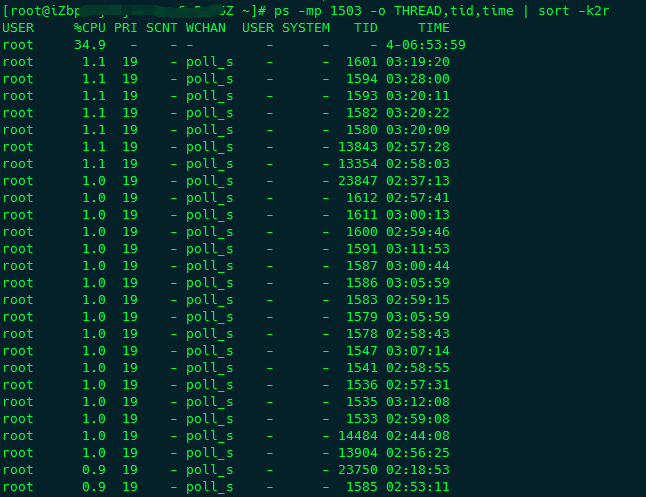 [root@iZbp Z ~]# ps -mp 1503 -o THREAD,tid,time | sort -k2r
USER %CPU PRI SCNT WCHAN USER SYSTEM TID TIME
root 34.9 - - - - - - 4-06:53:59
root 1.1 19 - poll_s - - 1601 03:19:20
root 1.1 19 - poll_s - - 1594 03:28:00
root 1.1 19 - poll_s - - 1593 03:20:11
root 1.1 19 - poll_s - - 1582 03:20:22
root 1.1 19 - poll_s - - 1580 03:20:09
root 1.1 19 - poll_s - - 13843 02:57:28
root 1.1 19 - poll_s - - 13354 02:58:03
root 1.0 19 - poll_s - - 23847 02:37:13
root 1.0 19 - poll_s - - 1612 02:57:41
root 1.0 19 - poll_s - - 1611 03:00:13
root 1.0 19 - poll_s - - 1600 02:59:46
root 1.0 19 - poll_s - - 1591 03:11:53
root 1.0 19 - poll_s - - 1587 03:00:44
root 1.0 19 - poll_s - - 1586 03:05:59
root 1.0 19 - poll_s - - 1583 02:59:15
root 1.0 19 - poll_s - - 1579 03:05:59
root 1.0 19 - poll_s - - 1578 02:58:43
root 1.0 19 - poll_s - - 1547 03:07:14
root 1.0 19 - poll_s - - 1541 02:58:55
root 1.0 19 - poll_s - - 1536 02:57:31
root 1.0 19 - poll_s - - 1535 03:12:08
root 1.0 19 - poll_s - - 1533 02:59:08
root 1.0 19 - poll_s - - 14484 02:44:08
root 1.0 19 - poll_s - - 13904 02:56:25
root 0.9 19 - poll_s - - 23750 02:18:53
root 0.9 19 - poll_s - - 1585 02:53:11